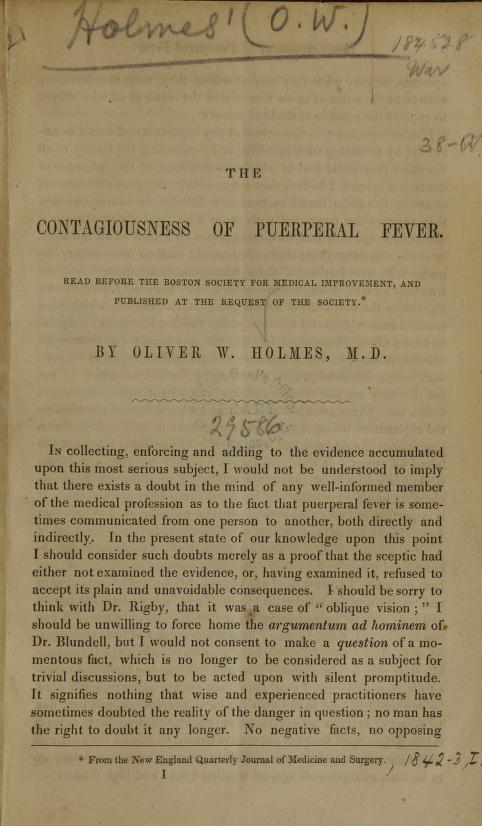 Holmes' (O. W.)
184528
War
38-
THE
CONTAGIOUSNESS OF PUERPERAL FEVER.
READ BEFORE THE BOSTON SOCIETY FOR MEDICAL IMPROVEMENT, AND
PUBLISHED AT THE REQUEST OF THE SOCIETY.*
BY OLIVER W. HOLMES, M.D.
29586
IN collecting, enforcing and adding to the evidence accumulated
upon this most serious subject, I would not be understood to imply
that there exists a doubt in the mind of any well-informed member
of the medical profession as to the fact that puerperal fever is some-
times communicated from one person to another, both directly and
indirectly. In the present state of our knowledge upon this point
I should consider such doubts merely as a proof that the sceptic had
either not examined the evidence, or, having examined it, refused to
accept its plain and unavoidable consequences. I should be sorry to
think with Dr. Rigby, that it was a case of "oblique vision;" I
should be unwilling to force home the argumentum ad hominem of
Dr. Blundell, but I would not consent to make a question of a mo-
mentous fact, which is no longer to be considered as a subject for
trivial discussions, but to be acted upon with silent promptitude.
It signifies nothing that wise and experienced practitioners have
sometimes doubted the reality of the danger in question; no man has
the right to doubt it any longer. No negative facts, no opposing
* From the New England Quarterly Journal of Medicine and Surgery. , 1842-3, I.
1